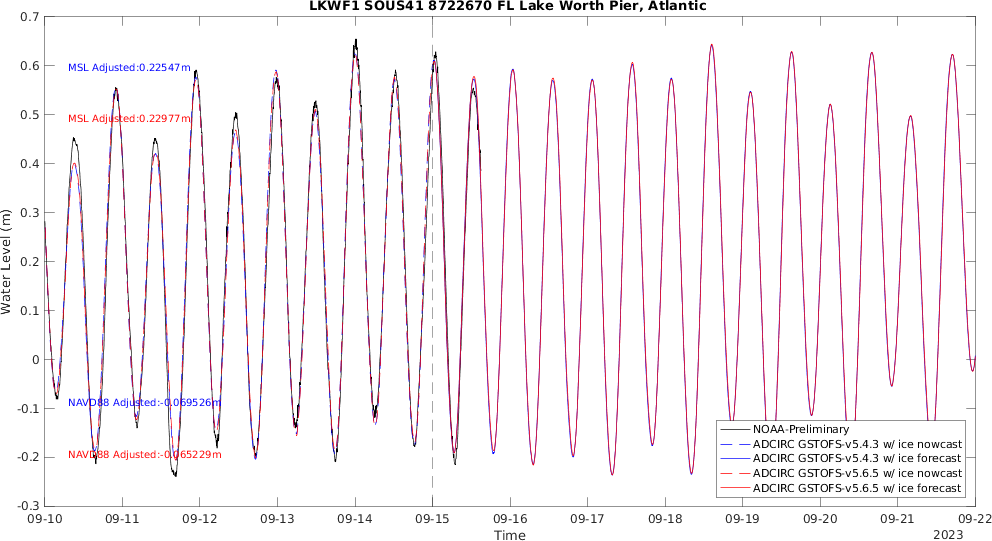 LKWF1 SOUS41 8722670 FL Lake Worth Pier, Atlantic
0.7
0.6
0.5
0.4
0.3
0.2
0.1
0
-0.1
-0.2
-0.3
Water Level (m)
MSL Adjusted:0.22547m
MSL Adjusted:0.22977m
NAVD88 Adjusted:-0.069526m
NAVD88 Adjusted:-0.065229m
NOAA-Preliminary
ADCIRC GSTOFS-v5.4.3 w/ ice nowcast
ADCIRC GSTOFS-v5.4.3 w/ ice forecast
ADCIRC GSTOFS-v5.6.5 w/ ice nowcast
ADCIRC GSTOFS-v5.6.5 w/ ice forecast
09-10 09-11 09-12 09-13 09-14 09-15 09-16 09-17 09-18 09-19 09-20 09-21 09-22
Time
2023